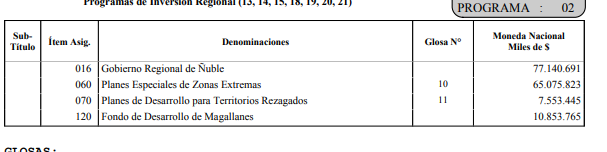 Programas de Inversión Regional (13, 14, 15, 18, 19, 20, 21)
PROGRAMA : 02
Sub-Título Ítem Asig. Denominaciones Glosa N° Moneda Nacional Miles de $
016 Gobierno Regional de Ñuble 77.140.691
060 Planes Especiales de Zonas Extremas 10 65.075.823
070 Planes de Desarrollo para Territorios Rezagados 11 7.553.445
120 Fondo de Desarrollo de Magallanes 10.853.765
GLOSAS: